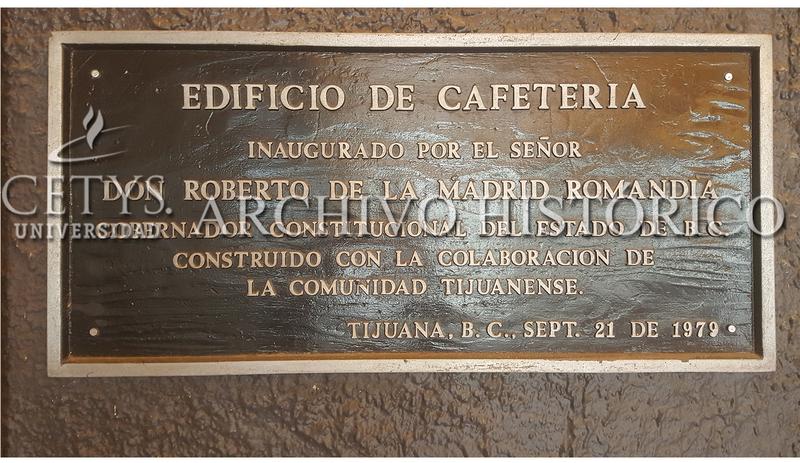 EDIFICIO DE CAFETERIA
INAUGURADO POR EL SEÑOR
DON ROBERTO DE LA MADRID ROMANDIA
CETYS. ARCHIVO HISTÓRICO
UNIVERSIDAD
GOBERNADOR CONSTITUCIONAL DEL ESTADO DE B.C.
CONSTRUIDO CON LA COLABORACION DE
LA COMUNIDAD TIJUANENSE.
TIJUANA, B. C., SEPT. 21 DE 1979